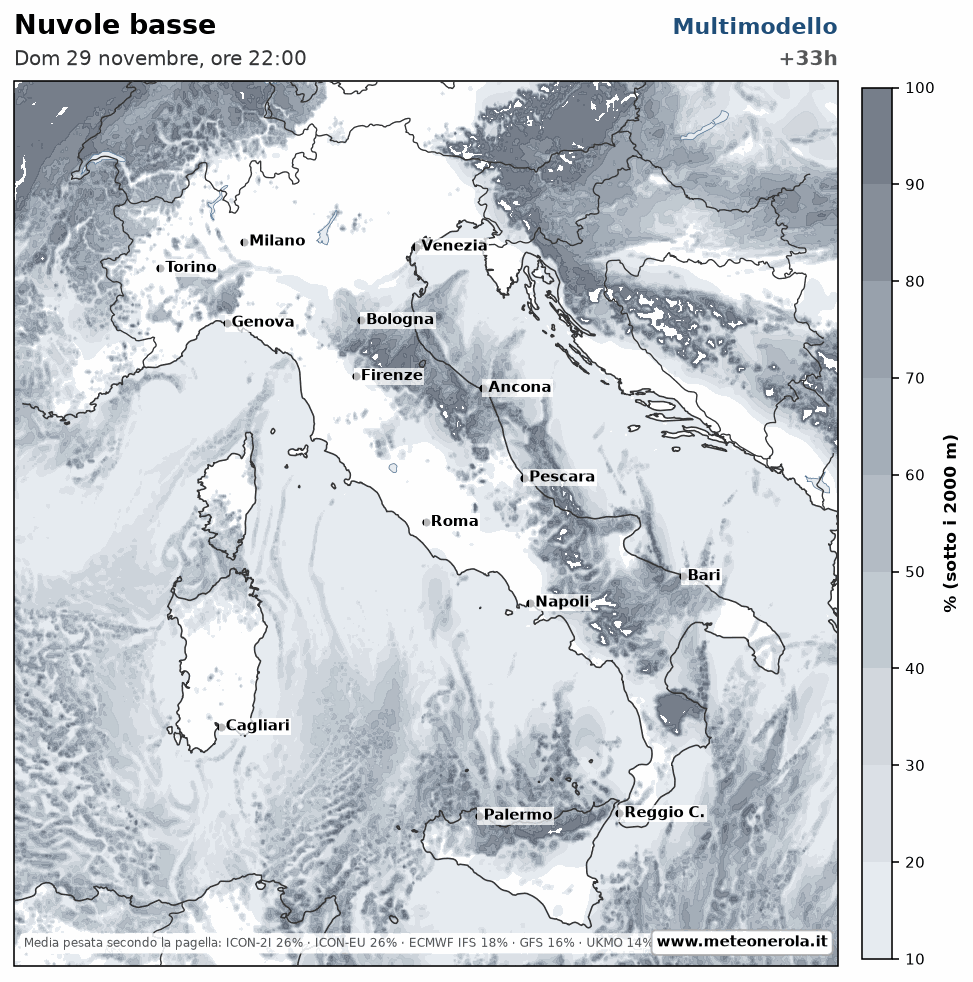 Nuvole basse
Multimodello
Dom 29 novembre, ore 22:00
+33h
Milano
Venezia
Torino
Genova
Bologna
Firenze
Ancona
Pescara
Roma
Bari
Napoli
Cagliari
Palermo
Reggio C.
100
90
80
70
60
50
40
30
20
10
% (sotto i 2000 m)
Media pesata secondo la pagella: ICON-2I 26% · ICON-EU 26% · ECMWF IFS 18% · GFS 16% · UKMO 14%
www.meteonerola.it